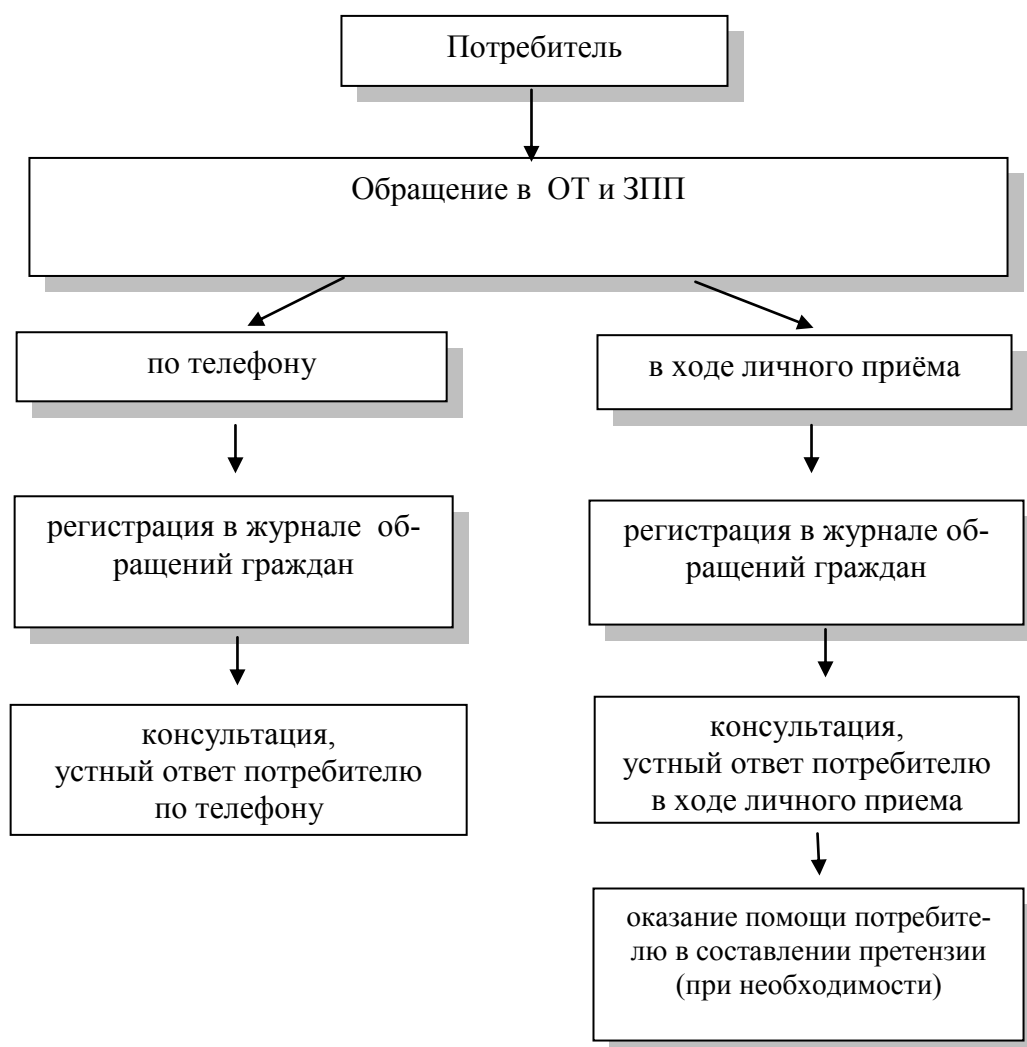 Потребитель
Обращение в ОТ и ЗПП
по телефону
в ходе личного приёма
регистрация в журнале об-
ращений граждан
регистрация в журнале об-
ращений граждан
консультация,
устный ответ потребителю
по телефону
консультация,
устный ответ потребителю
в ходе личного приема
оказание помощи потребите-
лю в составлении претензии
(при необходимости)